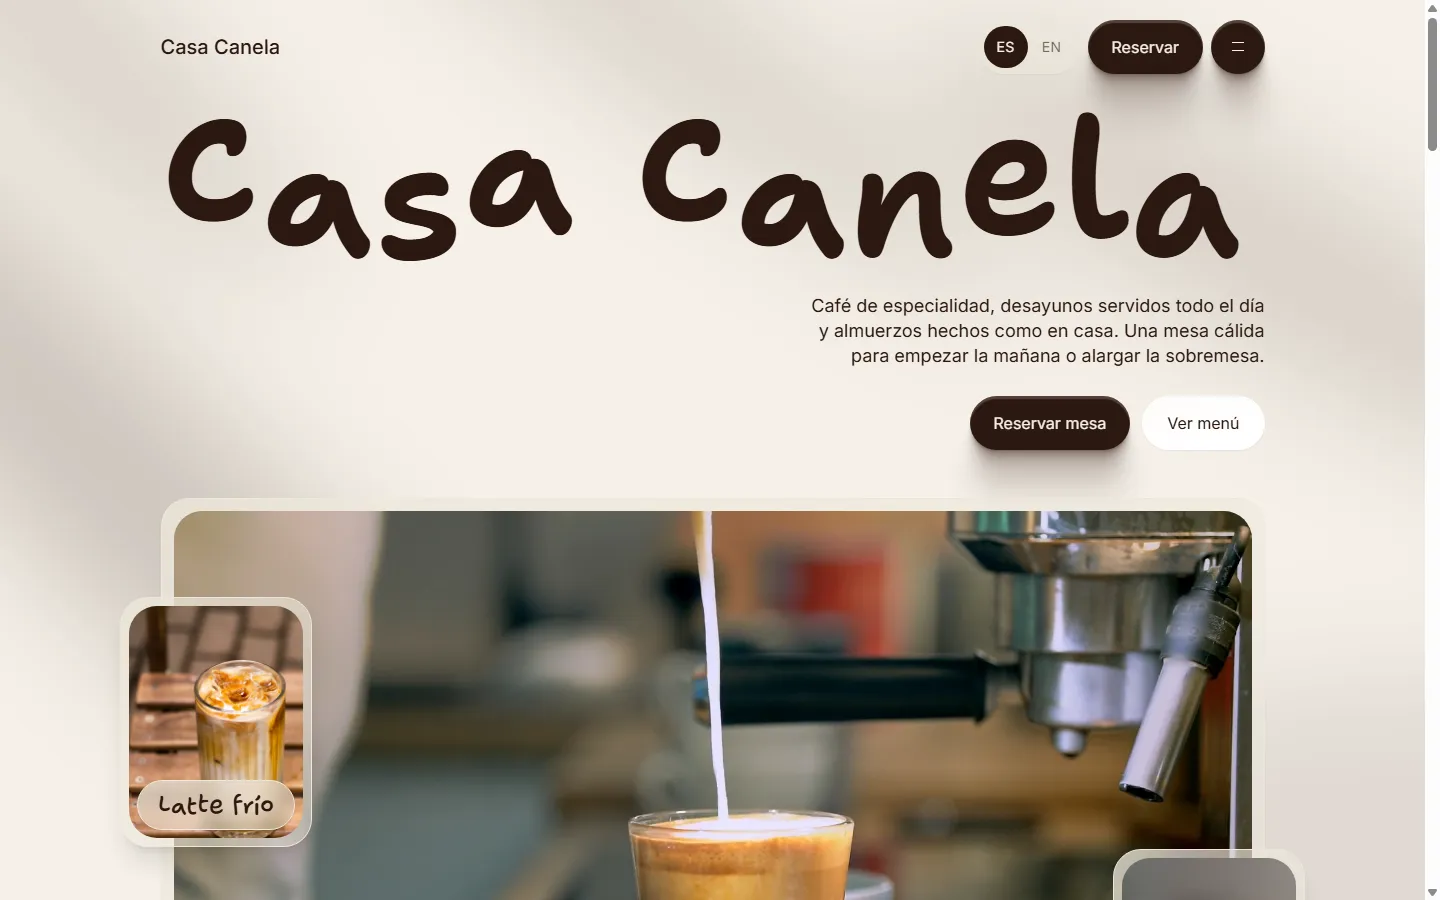 Casa Canela
ES EN Reservar
Casa Canela
Café de especialidad, desayunos servidos todo el día
y almuerzos hechos como en casa. Una mesa cálida
para empezar la mañana o alargar la sobremesa.
Reservar mesa Ver menú
Latte frío